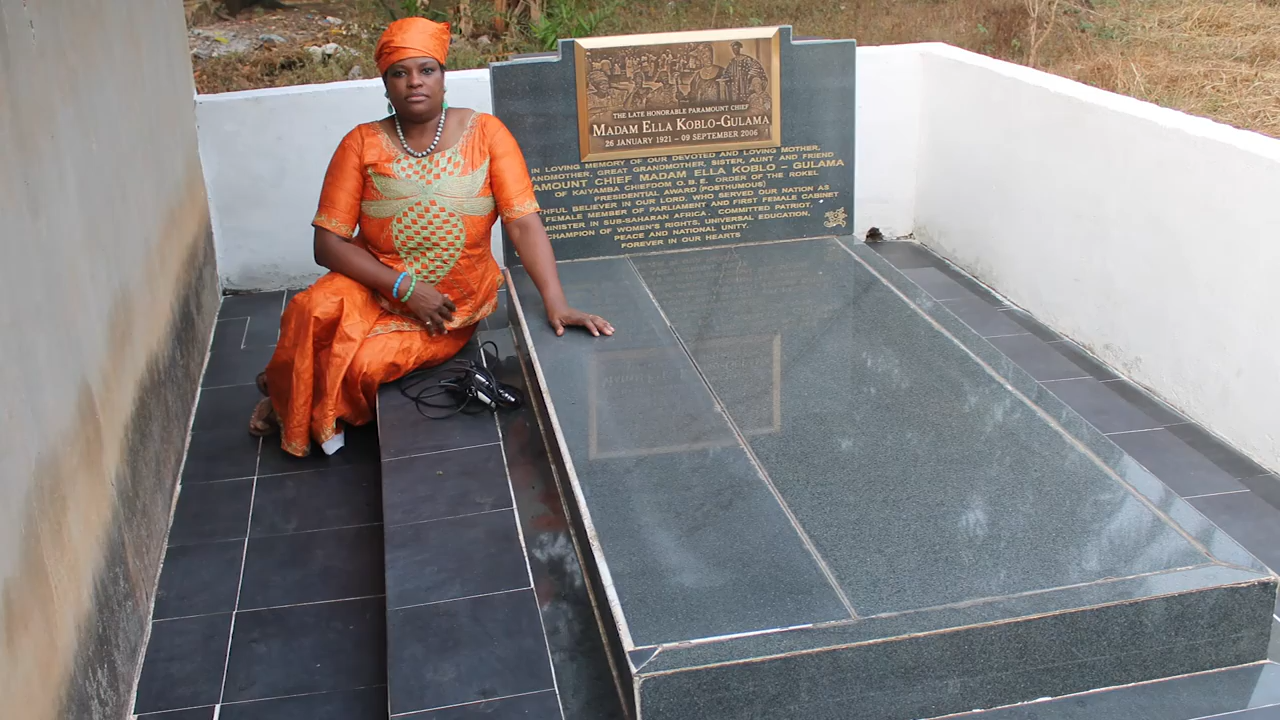 THE LATE HONORABLE PARAMOUNT CHIEF
MADAM ELLA KOBLO-GULAMA
26 JANUARY 1921 – 09 SEPTEMBER 2006
IN LOVING MEMORY OF OUR DEVOTED AND LOVING MOTHER,
ANDMOTHER, GREAT GRANDMOTHER, SISTER, AUNT AND FRIEND
AMOUNT CHIEF MADAM ELLA KOBLO – GULAMA
OF KAIYAMBA CHIEFDOM O.B.E. ORDER OF THE ROKEL
PRESIDENTIAL AWARD (POSTHUMOUS)
THFUL BELIEVER IN OUR LORD, WHO SERVED OUR NATION AS
FEMALE MEMBER OF PARLIAMENT AND FIRST FEMALE CABINET
MINISTER IN SUB-SAHARAN AFRICA. COMMITTED PATRIOT,
CHAMPION OF WOMEN'S RIGHTS, UNIVERSAL EDUCATION,
PEACE AND NATIONAL UNITY.
FOREVER IN OUR HEARTS